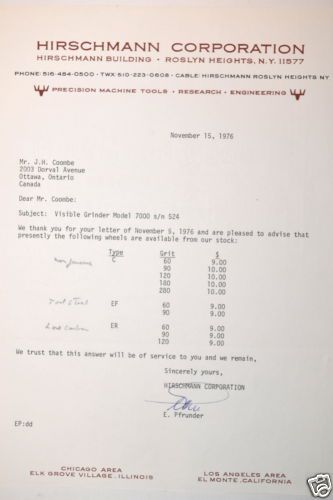 HIRSCHMANN CORPORATION
HIRSCHMANN BUILDING • ROSLYN HEIGHTS, N.Y. 11577
PHONE: 516-484-0500 • TWX: 510-223-0608 • CABLE: HIRSCHMANN ROSLYN HEIGHTS NY
PRECISION MACHINE TOOLS • RESEARCH • ENGINEERING
November 15, 1976
Mr. J.H. Coombe
2003 Dorval Avenue
Ottawa, Ontario
Canada
Dear Mr. Coombe:
Subject: Visible Grinder Model 7000 s/n 524
We thank you for your letter of November 5, 1976 and are pleased to advise that
presently the following wheels are available from our stock:
Type Grit $
C 60 9.00
90 10.00
120 10.00
180 10.00
280 10.00
Tool Steel EF 60 9.00
90 9.00
ER 60 9.00
90 9.00
120 9.00
We trust that this answer will be of service to you and we remain,
Sincerely yours,
HIRSCHMANN CORPORATION
E. Pfrunder
EP:dd
CHICAGO AREA
ELK GROVE VILLAGE, ILLINOIS
LOS ANGELES AREA
EL MONTE, CALIFORNIA